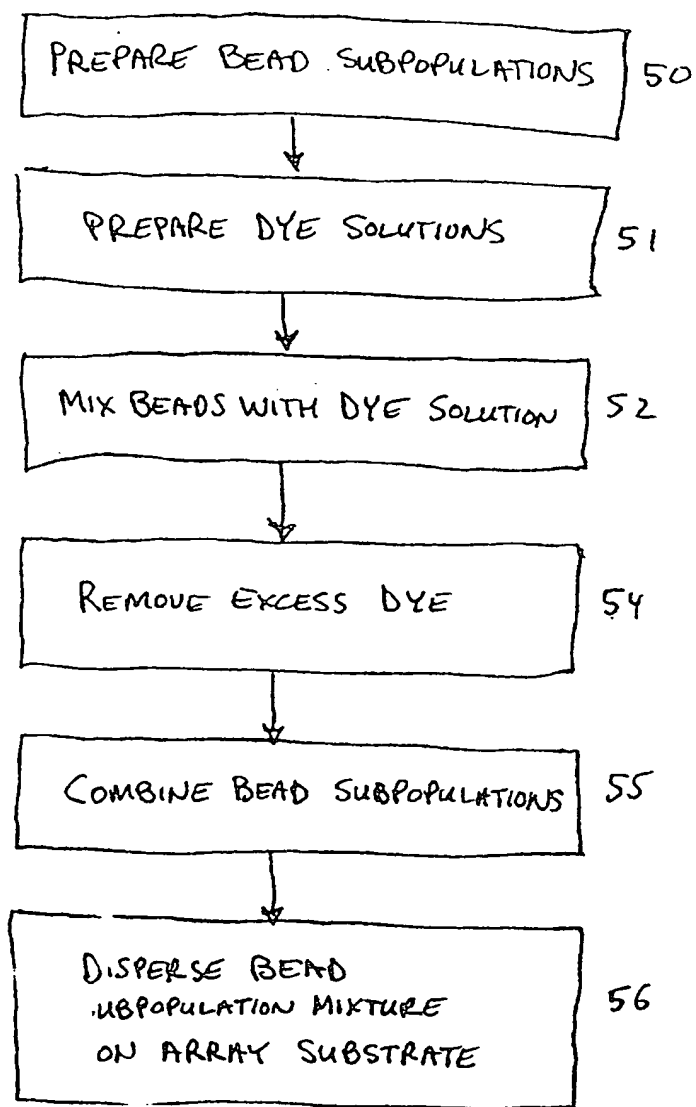 PREPARE BEAD SUBPOPULATIONS 50
PREPARE DYE SOLUTIONS 51
MIX BEADS WITH DYE SOLUTION 52
REMOVE EXCESS DYE 54
COMBINE BEAD SUBPOPULATIONS 55
DISPERSE BEAD
UBPOPULATION MIXTURE
ON ARRAY SUBSTRATE 56